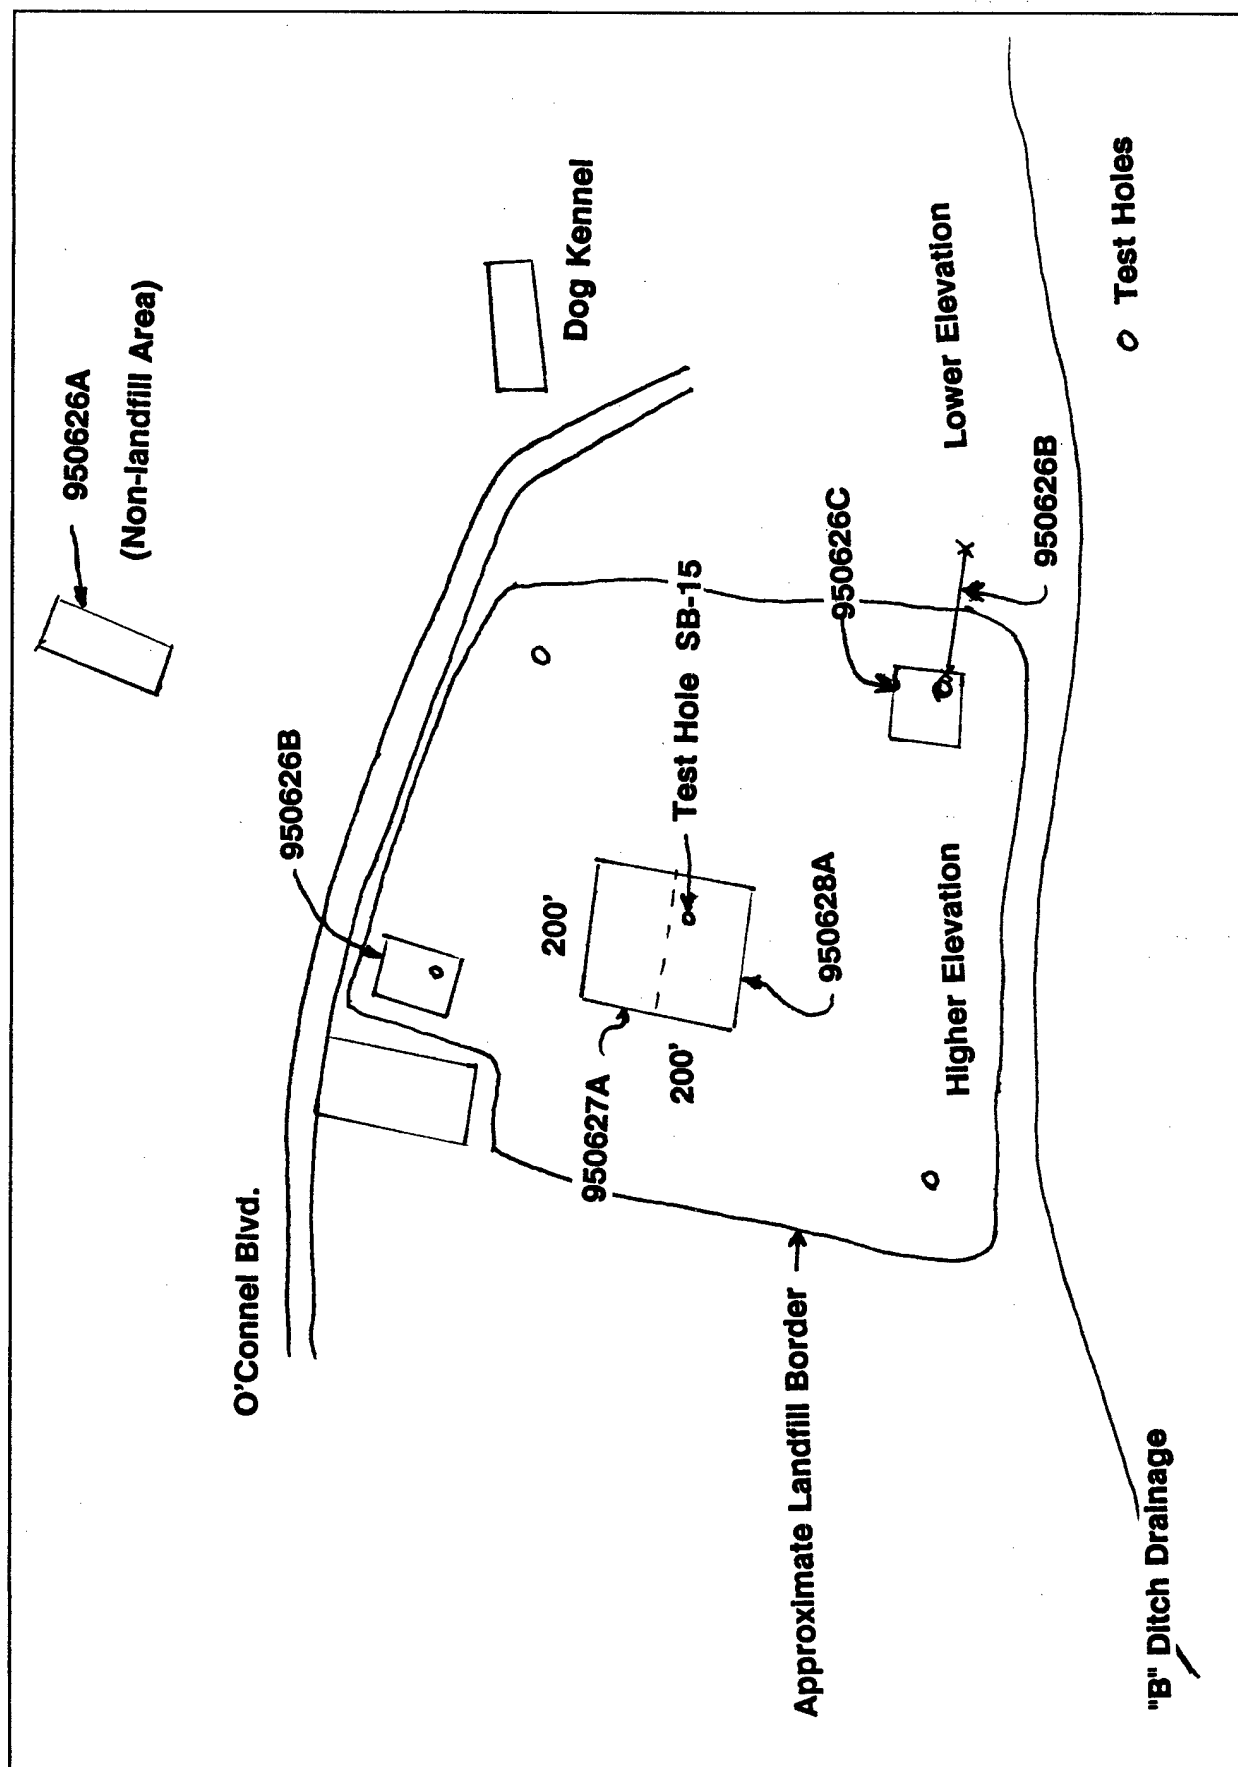 950626A
(Non-landfill Area)
O'Connel Blvd.
950626B
Dog Kennel
200'
950627A
200'
Test Hole SB-15
950628A
950626C
Approximate Landfill Border
Higher Elevation
Lower Elevation
950626B
"B" Ditch Drainage
Test Holes